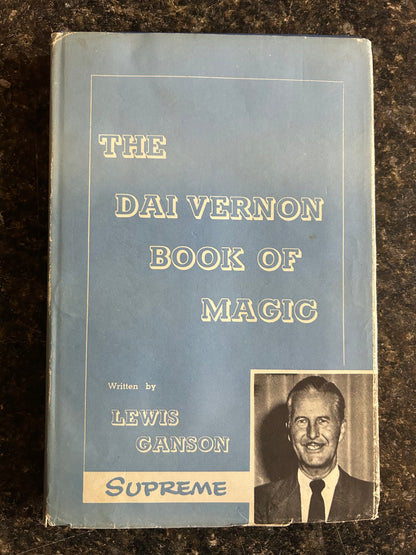 THE
DAI VERNON
BOOK OF
MAGIC
Written by
LEWIS
GANSON
SUPREME